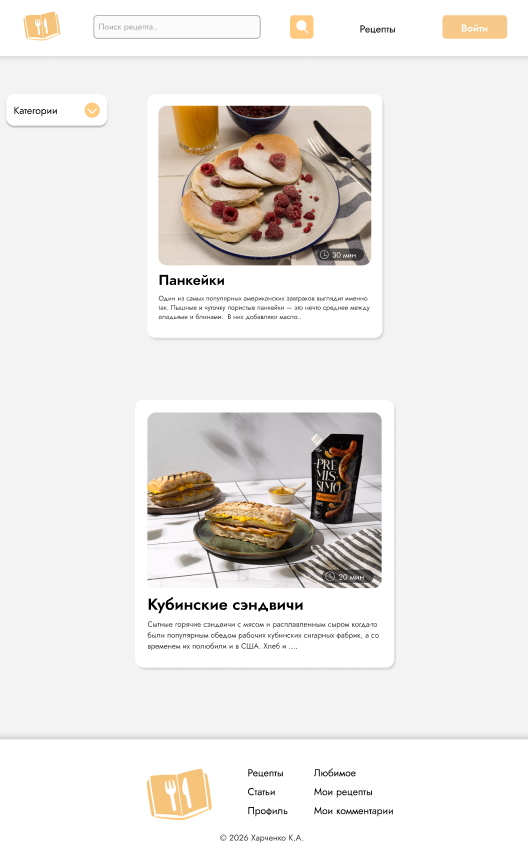 Поиск рецепта..
Рецепты
Войти
Категории
30 мин
Панкейки
Один из самых популярных американских завтраков выглядит именно
так. Пышные и чуточку пористые панкейки — это нечто среднее между
оладьями и блинами. В них добавляют масло..
PRE
MIS
SIMO
20 мин
Кубинские сэндвичи
Сытные горячие сэндвичи с мясом и расплавленным сыром когда-то
были популярным обедом рабочих кубинских сигарных фабрик, а со
временем их полюбили и в США. Хлеб и ....
Рецепты
Любимое
Статьи
Мои рецепты
Профиль
Мои комментарии
© 2026 Харченко К.А.